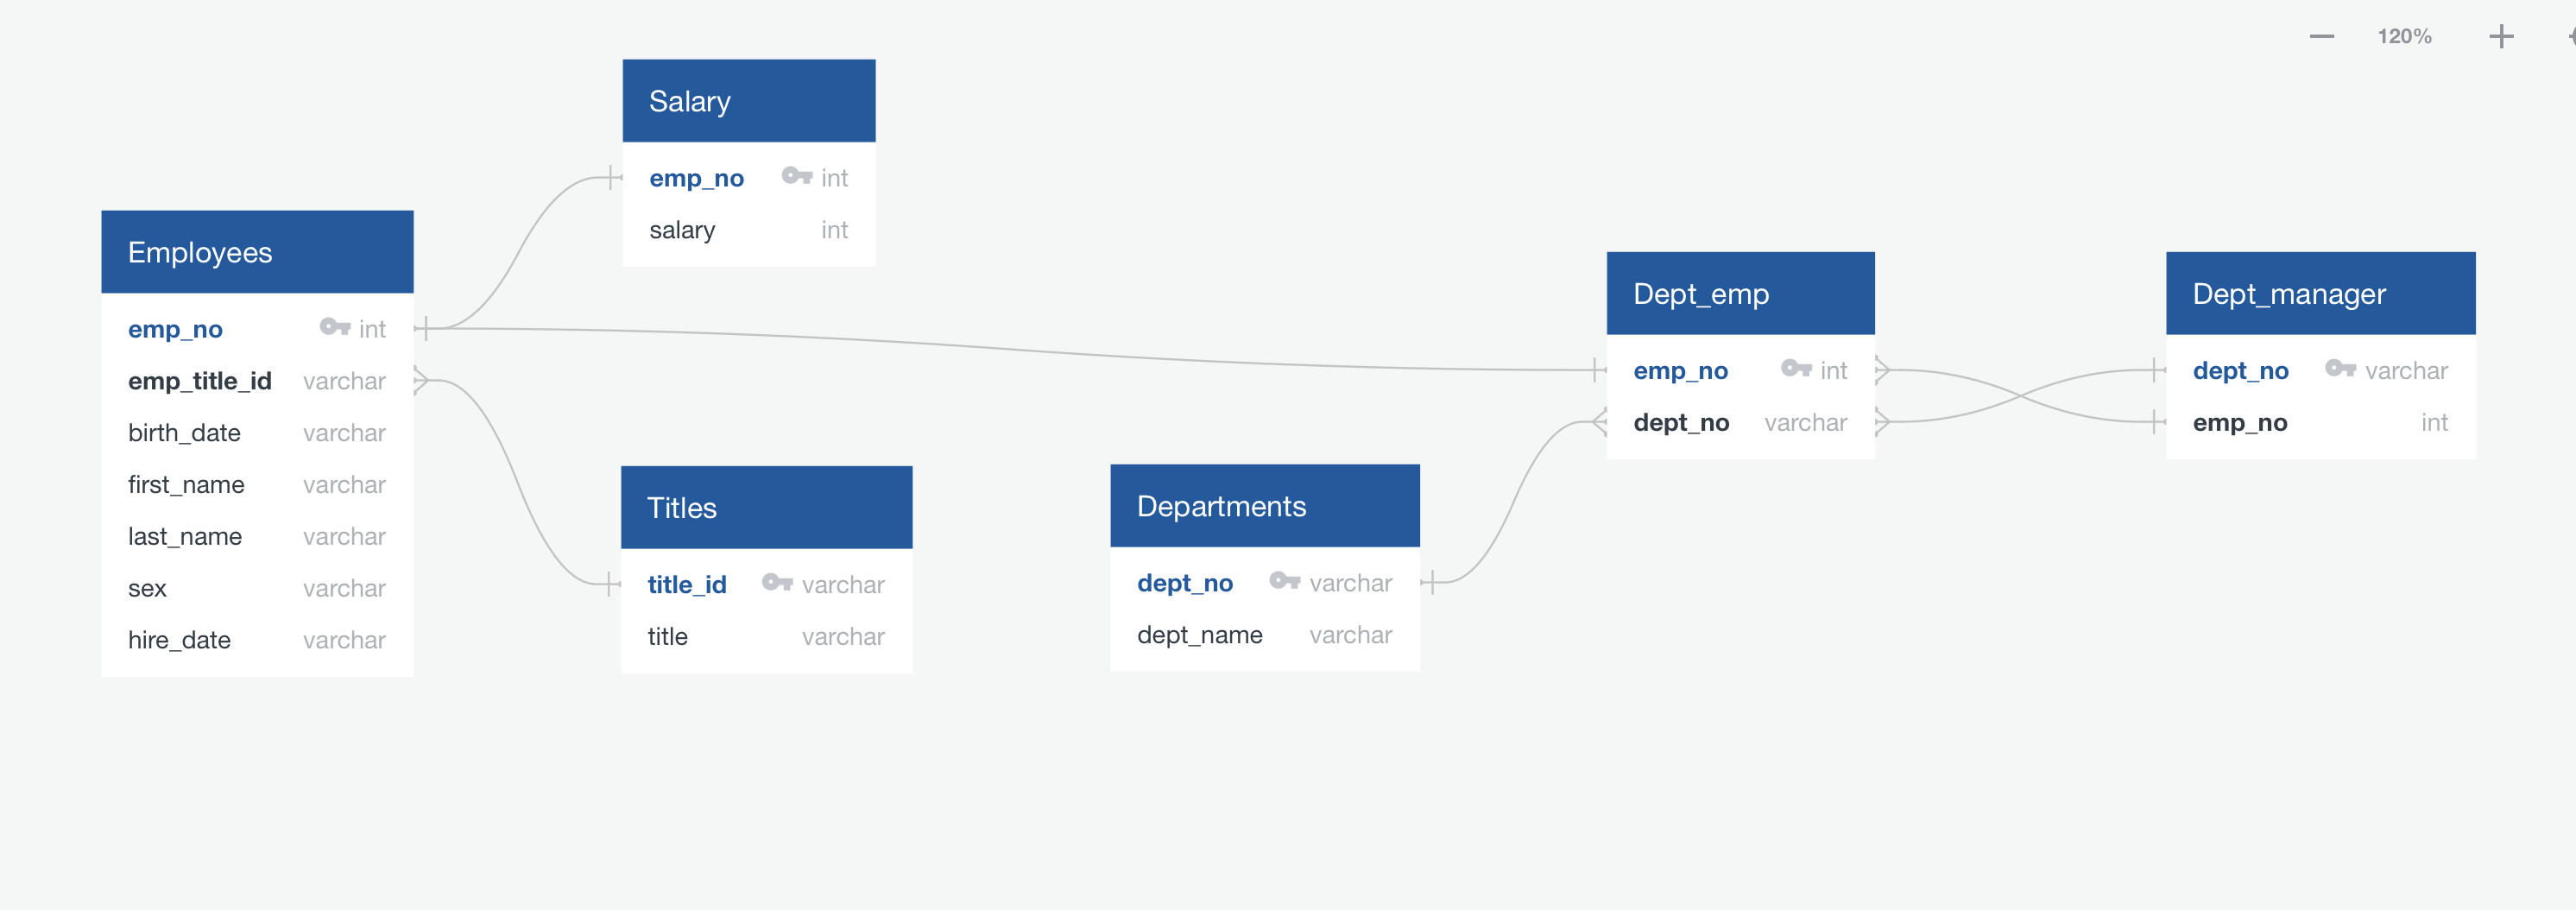 120%
Salary
emp_no int
salary int
Employees
emp_no int
emp_title_id varchar
birth_date varchar
first_name varchar
last_name varchar
sex varchar
hire_date varchar
Titles
title_id varchar
title varchar
Departments
dept_no varchar
dept_name varchar
Dept_emp
emp_no int
dept_no varchar
Dept_manager
dept_no varchar
emp_no int